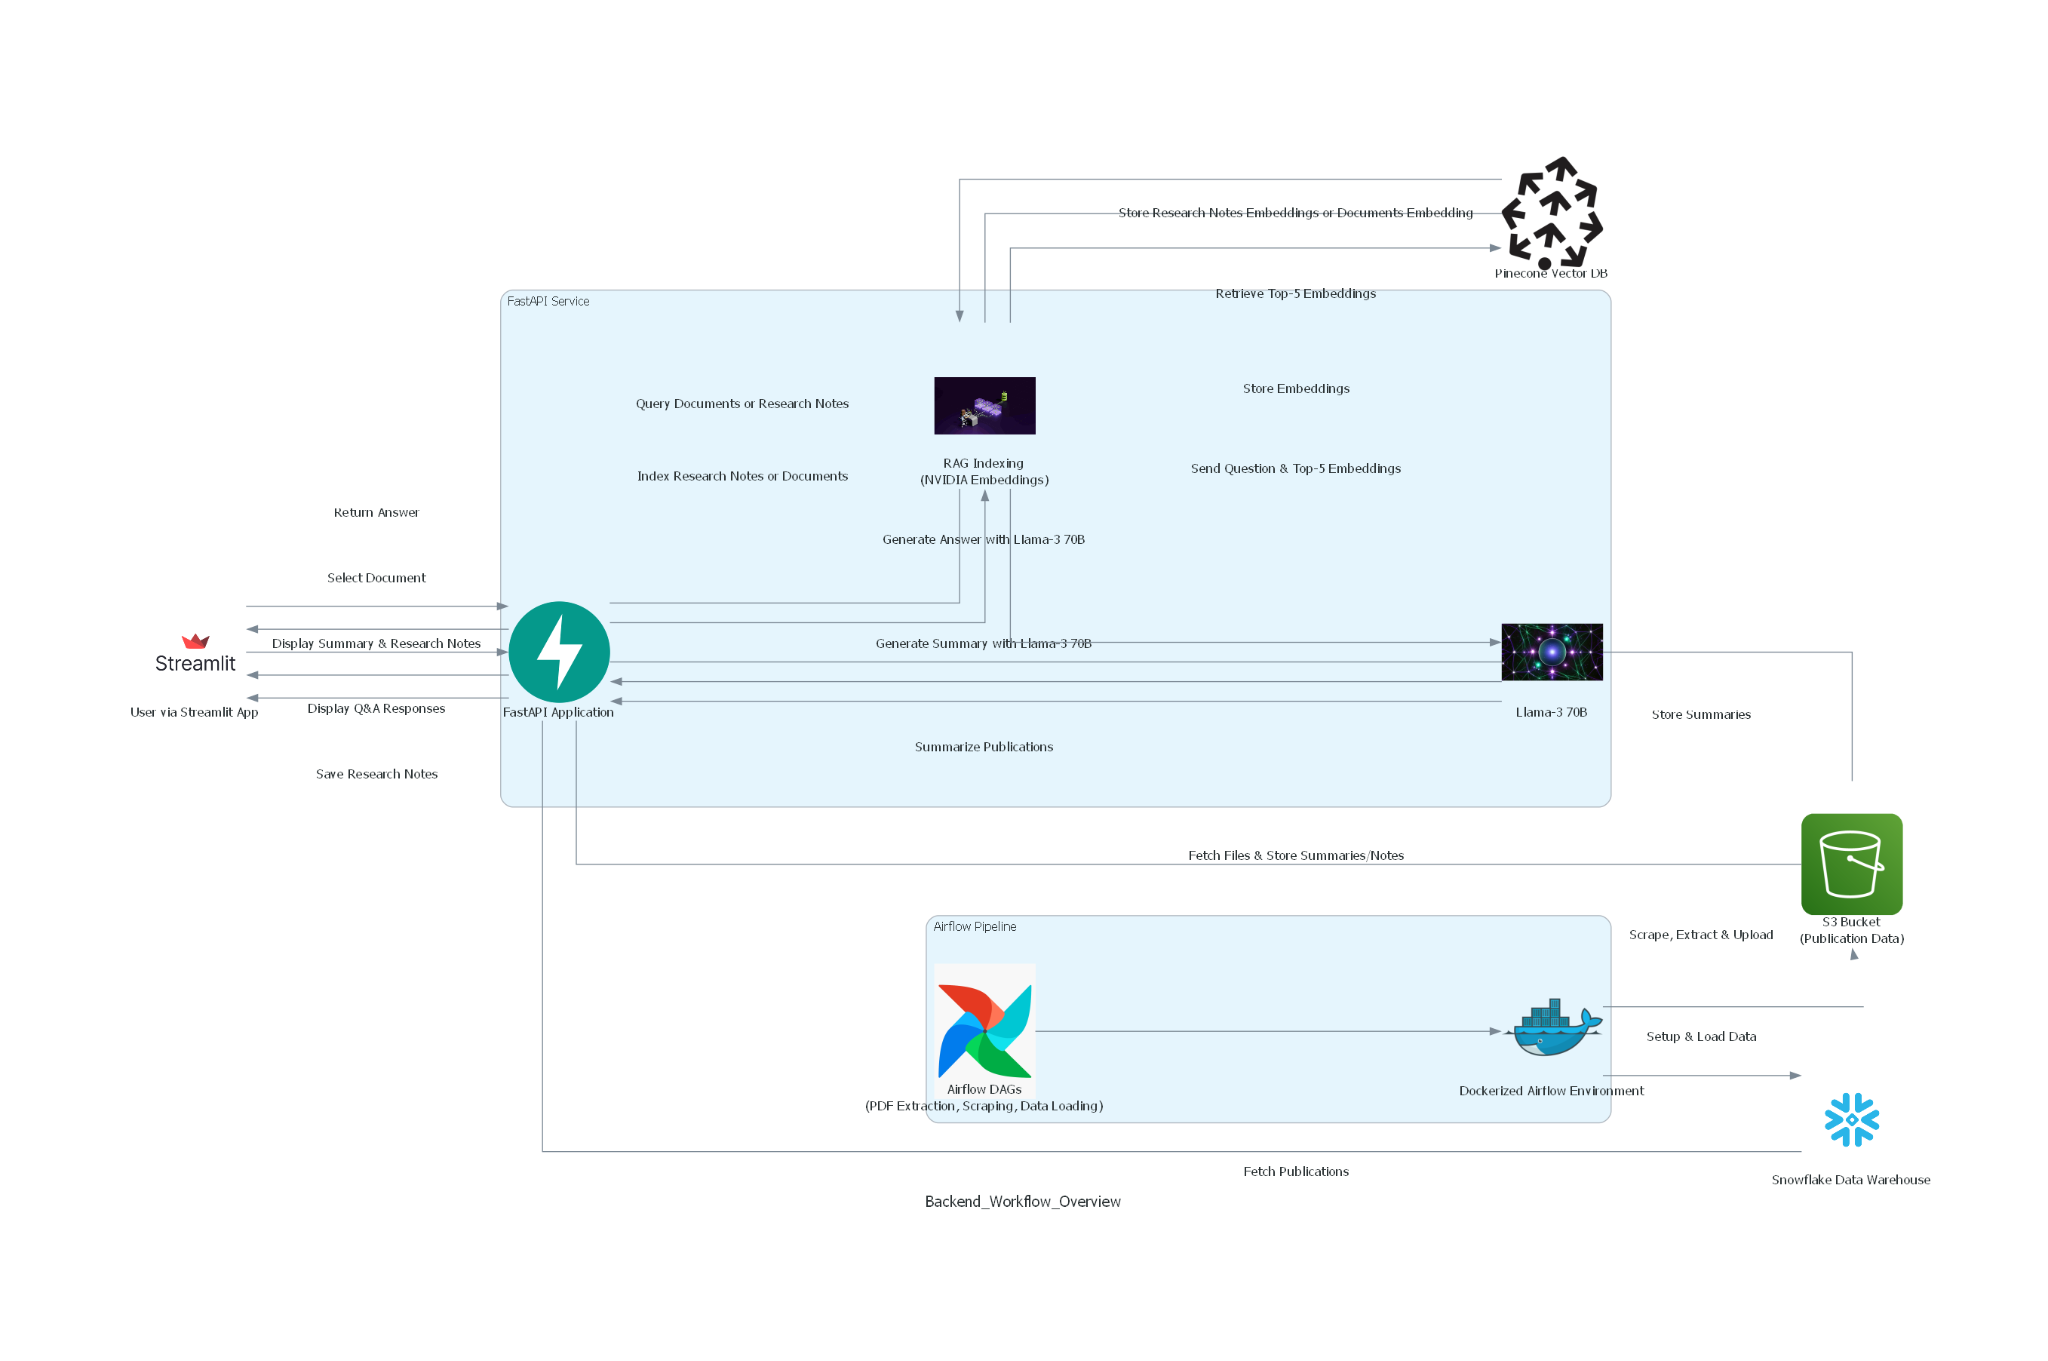 Store Research Notes Embeddings or Documents Embedding
Pinecone Vector DB
Retrieve Top-5 Embeddings
FastAPI Service
Store Embeddings
Query Documents or Research Notes
RAG Indexing
(NVIDIA Embeddings)
Send Question & Top-5 Embeddings
Index Research Notes or Documents
Return Answer
Generate Answer with Llama-3 70B
Select Document
Display Summary & Research Notes
Generate Summary with Llama-3 70B
Streamlit
User via Streamlit App
Display Q&A Responses
FastAPI Application
Llama-3 70B
Store Summaries
Summarize Publications
Save Research Notes
Fetch Files & Store Summaries/Notes
S3 Bucket
(Publication Data)
Airflow Pipeline
Scrape, Extract & Upload
Setup & Load Data
Airflow DAGs
(PDF Extraction, Scraping, Data Loading)
Dockerized Airflow Environment
Fetch Publications
Snowflake Data Warehouse
Backend_Workflow_Overview